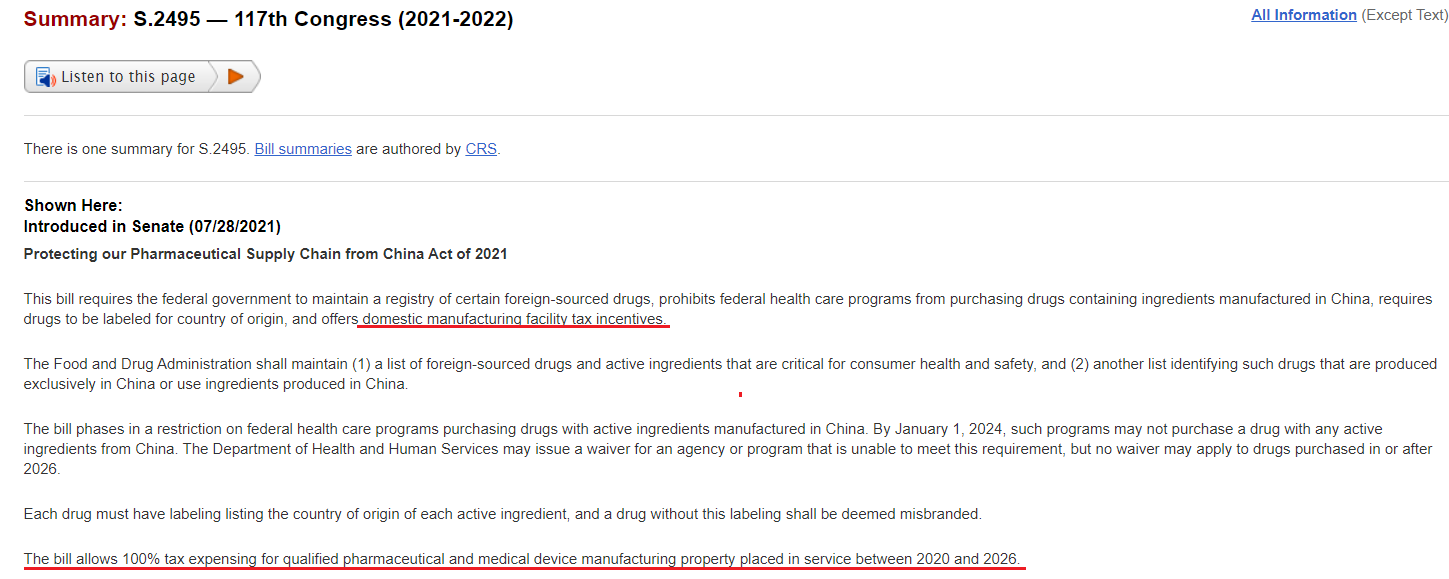 Summary: S.2495 — 117th Congress (2021-2022)
All Information (Except Text)
Listen to this page
There is one summary for S.2495. Bill summaries are authored by CRS.
Shown Here:
Introduced in Senate (07/28/2021)
Protecting our Pharmaceutical Supply Chain from China Act of 2021
This bill requires the federal government to maintain a registry of certain foreign-sourced drugs, prohibits federal health care programs from purchasing drugs containing ingredients manufactured in China, requires
drugs to be labeled for country of origin, and offers domestic manufacturing facility tax incentives.
The Food and Drug Administration shall maintain (1) a list of foreign-sourced drugs and active ingredients that are critical for consumer health and safety, and (2) another list identifying such drugs that are produced
exclusively in China or use ingredients produced in China.
The bill phases in a restriction on federal health care programs purchasing drugs with active ingredients manufactured in China. By January 1, 2024, such programs may not purchase a drug with any active
ingredients from China. The Department of Health and Human Services may issue a waiver for an agency or program that is unable to meet this requirement, but no waiver may apply to drugs purchased in or after
2026.
Each drug must have labeling listing the country of origin of each active ingredient, and a drug without this labeling shall be deemed misbranded.
The bill allows 100% tax expensing for qualified pharmaceutical and medical device manufacturing property placed in service between 2020 and 2026.